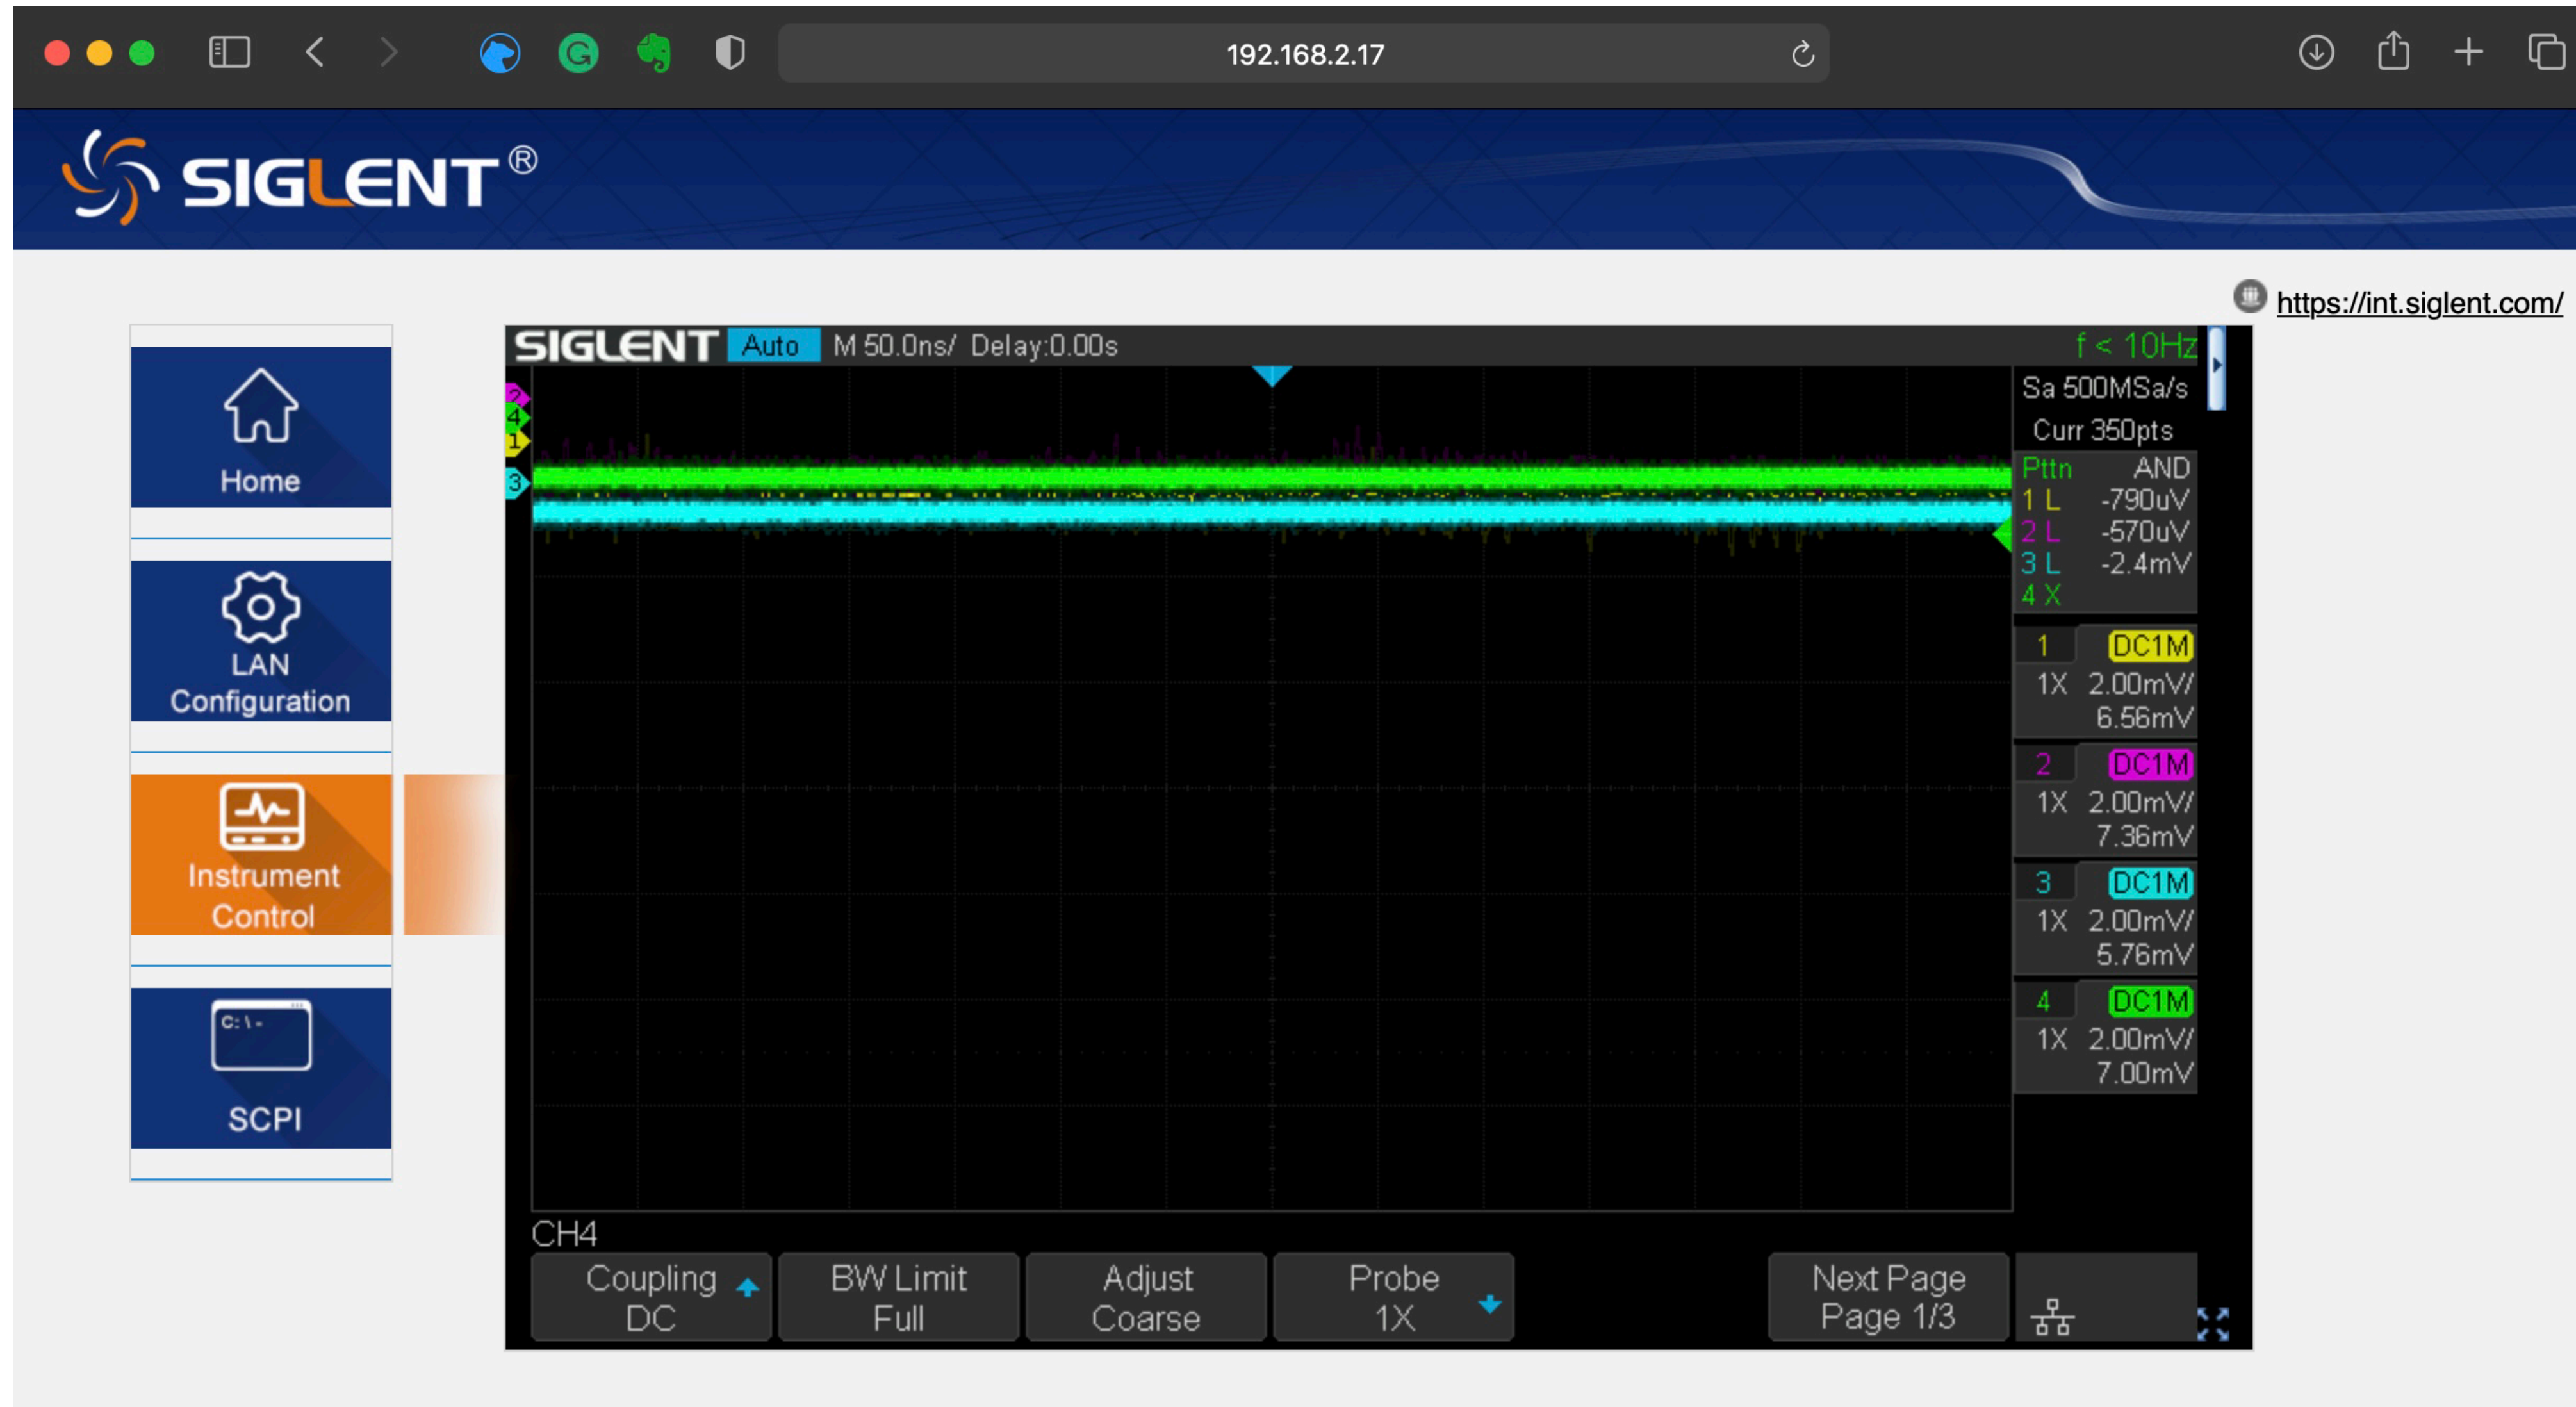 192.168.2.17
SIGLENT®
https://int.siglent.com/
Home
LAN
Configuration
Instrument
Control
C:\-
SCPI
SIGLENT Auto M 50.0ns/ Delay:0.00s f < 10Hz
Sa 500MSa/s
Curr 350pts
Pttn AND
1 L -790uV
2 L -570uV
3 L -2.4mV
4 X
2
4
1
3
1 DC1M
1X 2.00mV/
6.56mV
2 DC1M
1X 2.00mV/
7.36mV
3 DC1M
1X 2.00mV/
5.76mV
4 DC1M
1X 2.00mV/
7.00mV
CH4
Coupling BW Limit Adjust Probe Next Page
DC Full Coarse 1X Page 1/3